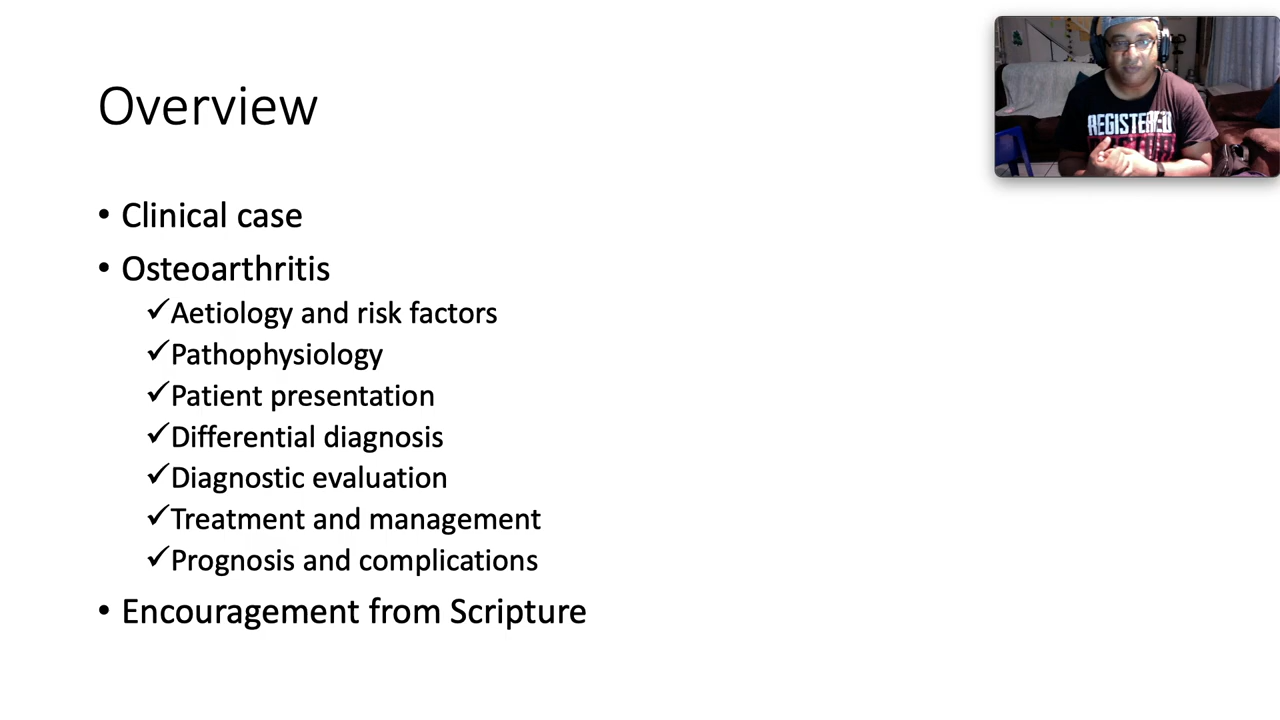 Overview
• Clinical case
• Osteoarthritis
✓Aetiology and risk factors
✓Pathophysiology
✓Patient presentation
✓Differential diagnosis
✓Diagnostic evaluation
✓Treatment and management
✓Prognosis and complications
• Encouragement from Scripture
REGISTERED